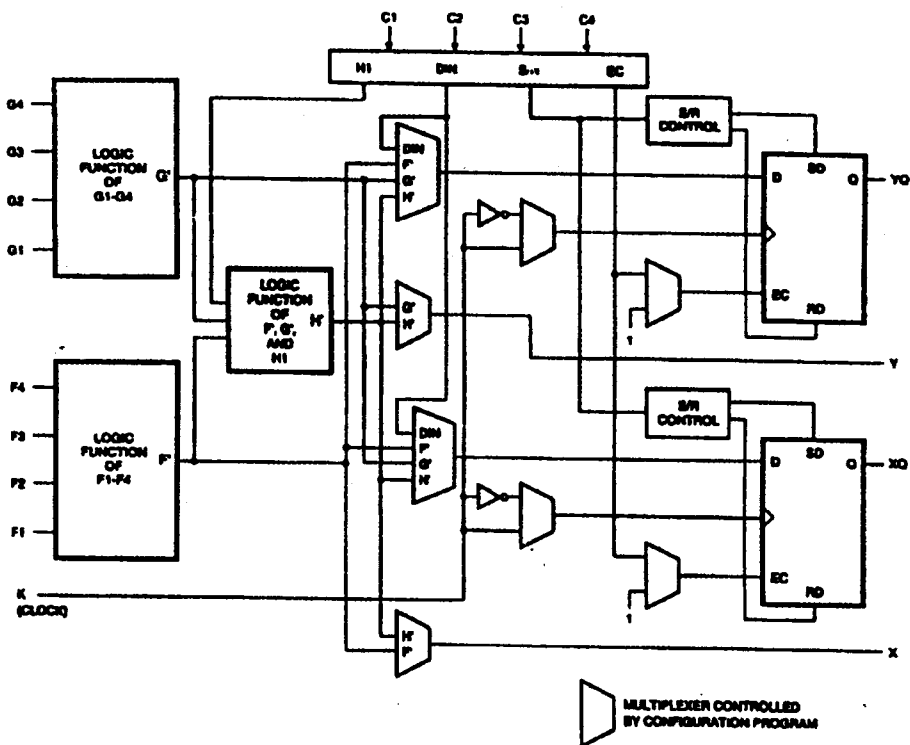 C1 C2 C3 C4
H1 DIN S/R EC
G4
G3
G2
G1
LOGIC
FUNCTION
OF
G1-G4
G'
S/R
CONTROL
DIN
F'
G'
H'
D
SD
Q
YQ
EC
RD
1
LOGIC
FUNCTION
OF
F', G',
AND
H1
H'
G'
H'
Y
F4
F3
F2
F1
LOGIC
FUNCTION
OF
F1-F4
F'
S/R
CONTROL
DIN
F'
G'
H'
D
SD
Q
XQ
EC
RD
1
K
(CLOCK)
H'
F'
X
MULTIPLEXER CONTROLLED
BY CONFIGURATION PROGRAM